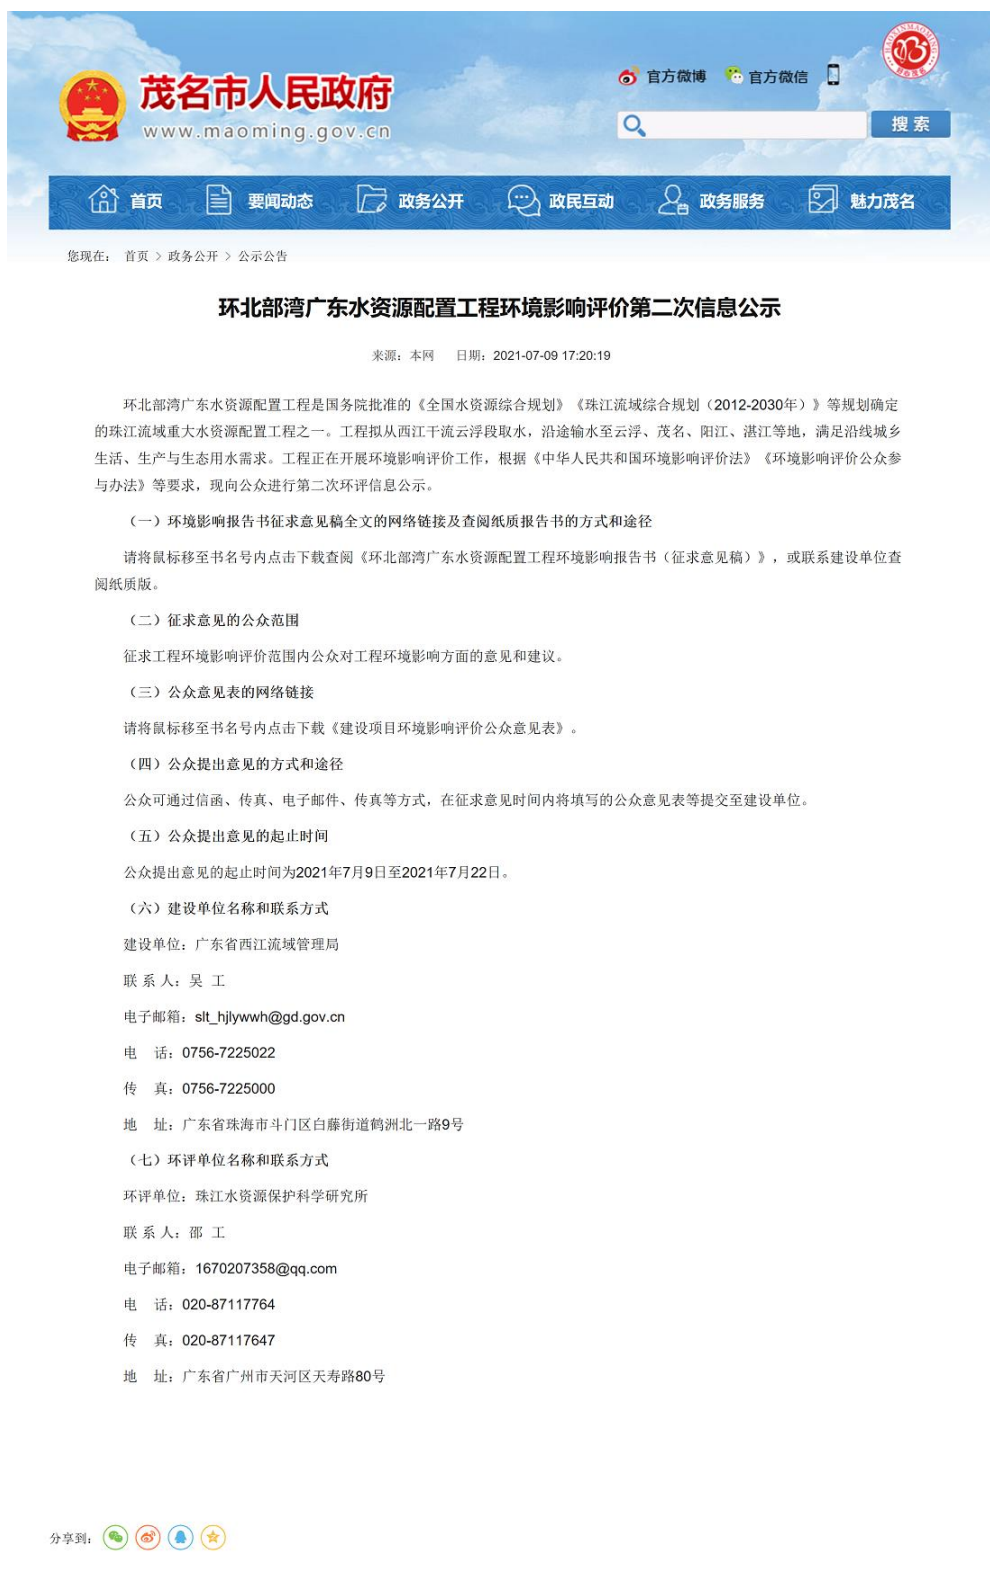 茂名市人民政府
www.maoming.gov.cn
官方微博 官方微信
搜索
首页 要闻动态 政务公开 政民互动 政务服务 魅力茂名
您现在： 首页 > 政务公开 > 公示公告
环北部湾广东水资源配置工程环境影响评价第二次信息公示
来源：本网 日期：2021-07-09 17:20:19
环北部湾广东水资源配置工程是国务院批准的《全国水资源综合规划》《珠江流域综合规划（2012-2030年）》等规划确定
的珠江流域重大水资源配置工程之一。工程拟从西江干流云浮段取水，沿途输水至云浮、茂名、阳江、湛江等地，满足沿线城乡
生活、生产与生态用水需求。工程正在开展环境影响评价工作，根据《中华人民共和国环境影响评价法》《环境影响评价公众参
与办法》等要求，现向公众进行第二次环评信息公示。
（一）环境影响报告书征求意见稿全文的网络链接及查阅纸质报告书的方式和途径
请将鼠标移至书名号内点击下载查阅《环北部湾广东水资源配置工程环境影响报告书（征求意见稿）》，或联系建设单位查
阅纸质版。
（二）征求意见的公众范围
征求工程环境影响评价范围内公众对工程环境影响方面的意见和建议。
（三）公众意见表的网络链接
请将鼠标移至书名号内点击下载《建设项目环境影响评价公众意见表》。
（四）公众提出意见的方式和途径
公众可通过信函、传真、电子邮件、传真等方式，在征求意见时间内将填写的公众意见表等提交至建设单位。
（五）公众提出意见的起止时间
公众提出意见的起止时间为2021年7月9日至2021年7月22日。
（六）建设单位名称和联系方式
建设单位：广东省西江流域管理局
联 系 人：吴 工
电子邮箱：slt_hjlywwh@gd.gov.cn
电 话：0756-7225022
传 真：0756-7225000
地 址：广东省珠海市斗门区白藤街道鹤洲北一路9号
（七）环评单位名称和联系方式
环评单位：珠江水资源保护科学研究所
联 系 人：邵 工
电子邮箱：1670207358@qq.com
电 话：020-87117764
传 真：020-87117647
地 址：广东省广州市天河区天寿路80号
分享到：